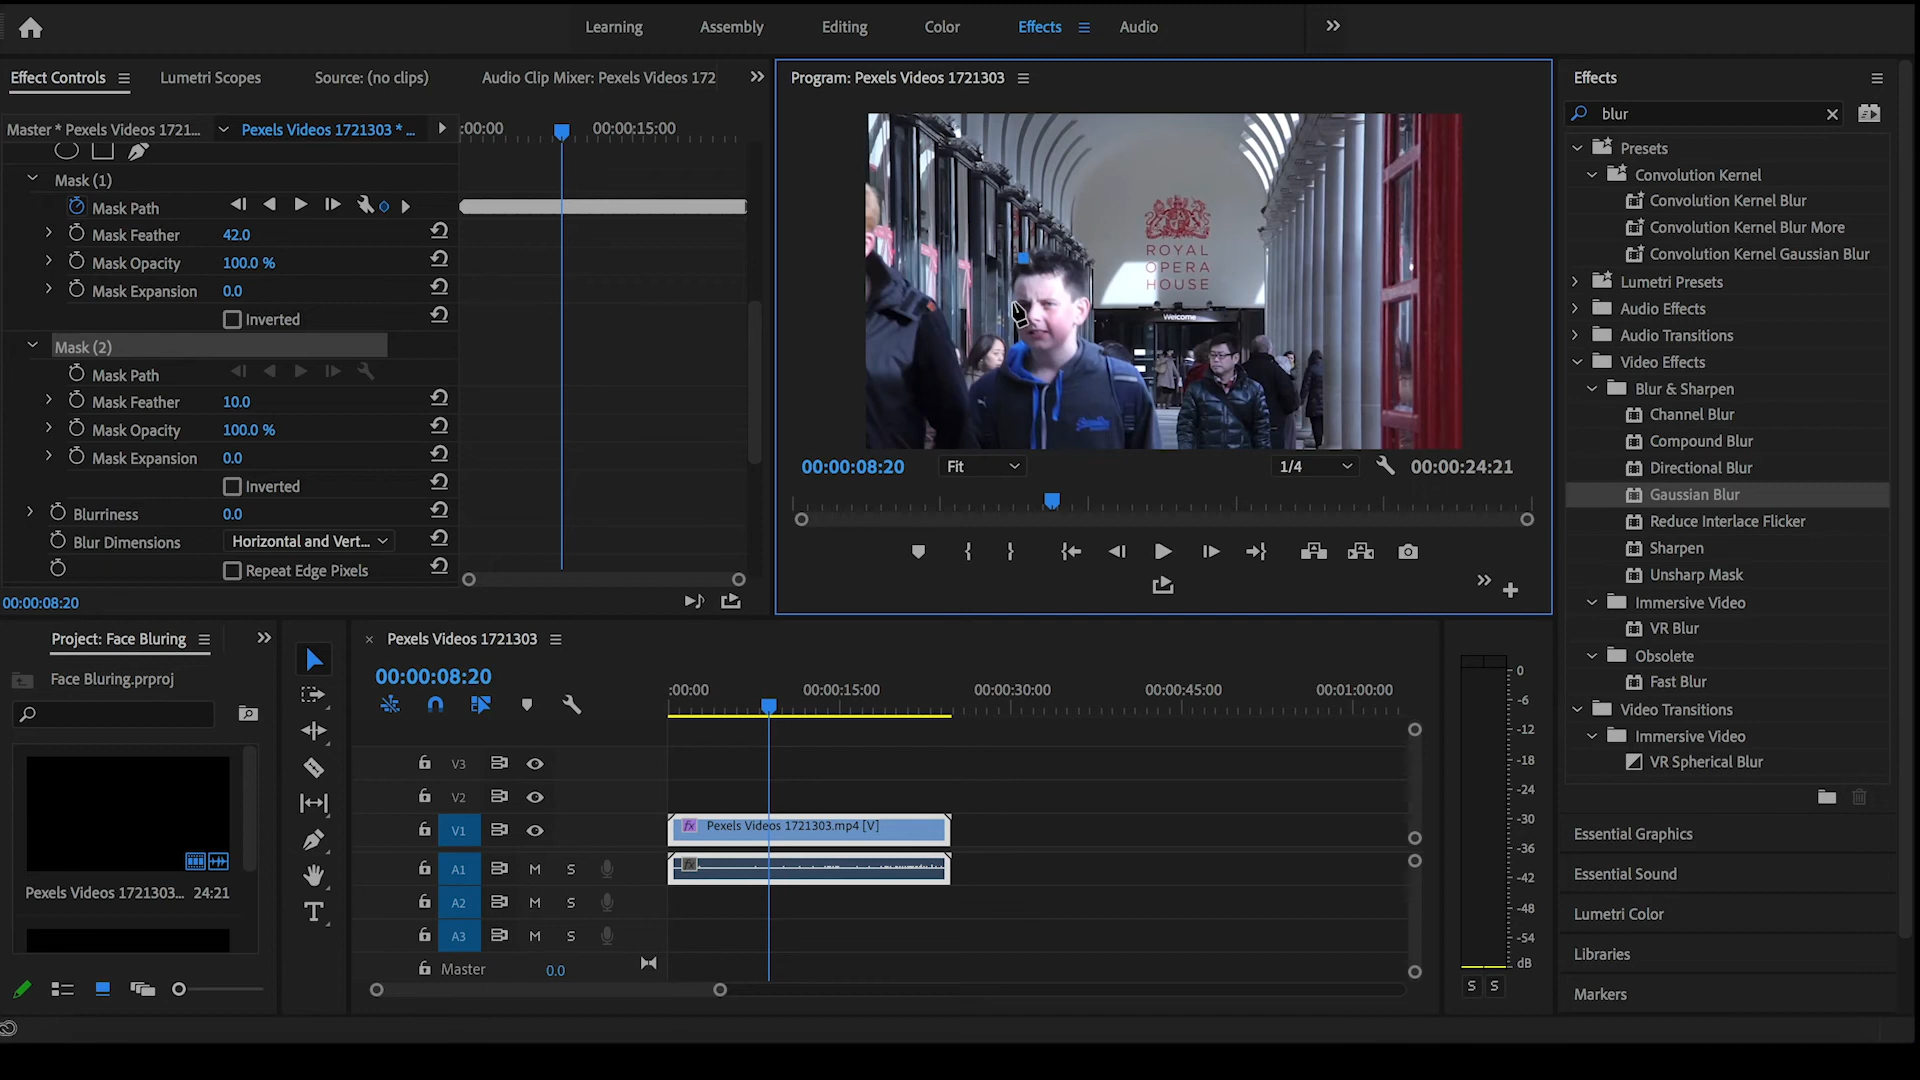 Learning
Assembly
Editing
Color
Effects
Audio
Effect Controls
Lumetri Scopes
Source: (no clips)
Audio Clip Mixer: Pexels Videos 172
Program: Pexels Videos 1721303
Effects
Master * Pexels Videos 1721...
Pexels Videos 1721303 * ...
:00:00
00:00:15:00
Mask (1)
Mask Path
Mask Feather
42.0
Mask Opacity
100.0 %
Mask Expansion
0.0
Inverted
Mask (2)
Mask Path
Mask Feather
10.0
Mask Opacity
100.0 %
Mask Expansion
0.0
Inverted
Blurriness
0.0
Blur Dimensions
Horizontal and Vert...
Repeat Edge Pixels
00:00:08:20
ROYAL
OPERA
HOUSE
Welcome
00:00:08:20
Fit
1/4
00:00:24:21
blur
Presets
Convolution Kernel
Convolution Kernel Blur
Convolution Kernel Blur More
Convolution Kernel Gaussian Blur
Lumetri Presets
Audio Effects
Audio Transitions
Video Effects
Blur & Sharpen
Channel Blur
Compound Blur
Directional Blur
Gaussian Blur
Reduce Interlace Flicker
Sharpen
Unsharp Mask
Immersive Video
VR Blur
Obsolete
Fast Blur
Video Transitions
Immersive Video
VR Spherical Blur
Essential Graphics
Essential Sound
Lumetri Color
Libraries
Markers
Project: Face Bluring
Face Bluring.prproj
Pexels Videos 1721303...
24:21
T
Pexels Videos 1721303
00:00:08:20
:00:00
00:00:15:00
00:00:30:00
00:00:45:00
00:01:00:00
V3
V2
V1
fx
Pexels Videos 1721303.mp4 [V]
A1
M
S
fx
A2
M
S
A3
M
S
Master
0.0
0
-6
-12
-18
-24
-30
-36
-42
-48
-54
dB
S
S